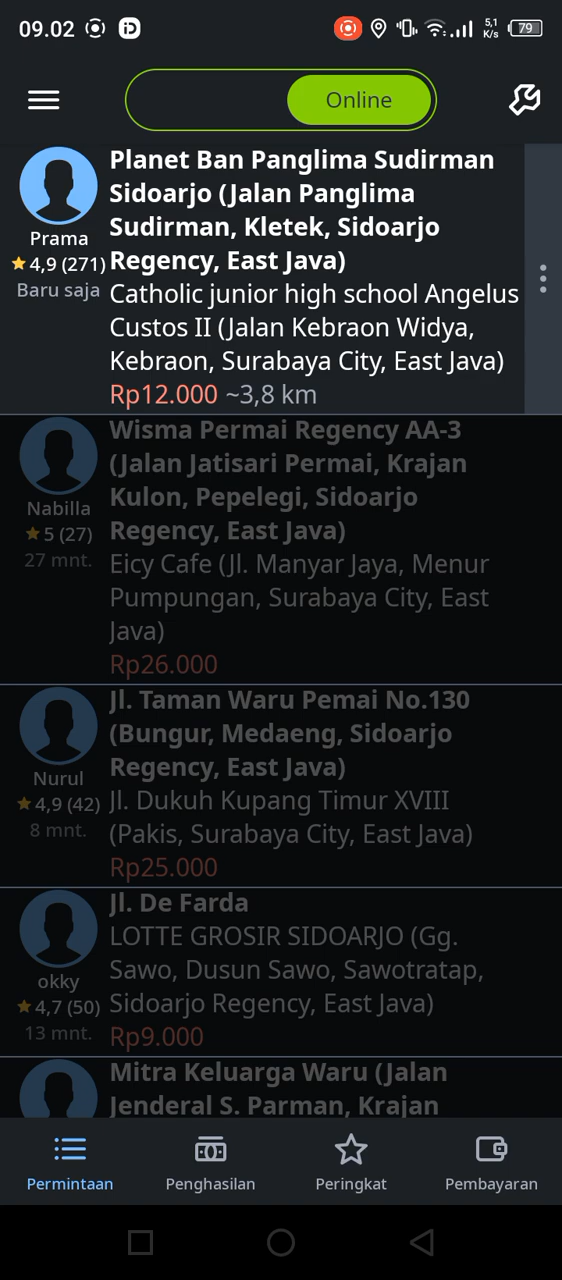 09.02
5,1
K/s
79
Online
Planet Ban Panglima Sudirman
Sidoarjo (Jalan Panglima
Sudirman, Kletek, Sidoarjo
Regency, East Java)
Catholic junior high school Angelus
Custos II (Jalan Kebraon Widya,
Kebraon, Surabaya City, East Java)
Rp12.000 ~3,8 km
Prama
4,9 (271)
Baru saja
Wisma Permai Regency AA-3
(Jalan Jatisari Permai, Krajan
Kulon, Pepelegi, Sidoarjo
Regency, East Java)
Eicy Cafe (Jl. Manyar Jaya, Menur
Pumpungan, Surabaya City, East
Java)
Rp26.000
Nabilla
5 (27)
27 mnt.
Jl. Taman Waru Pemai No.130
(Bungur, Medaeng, Sidoarjo
Regency, East Java)
Jl. Dukuh Kupang Timur XVIII
(Pakis, Surabaya City, East Java)
Rp25.000
Nurul
4,9 (42)
8 mnt.
Jl. De Farda
LOTTE GROSIR SIDOARJO (Gg.
Sawo, Dusun Sawo, Sawotratap,
Sidoarjo Regency, East Java)
Rp9.000
okky
4,7 (50)
13 mnt.
Mitra Keluarga Waru (Jalan
Jenderal S. Parman, Krajan
Permintaan
Penghasilan
Peringkat
Pembayaran